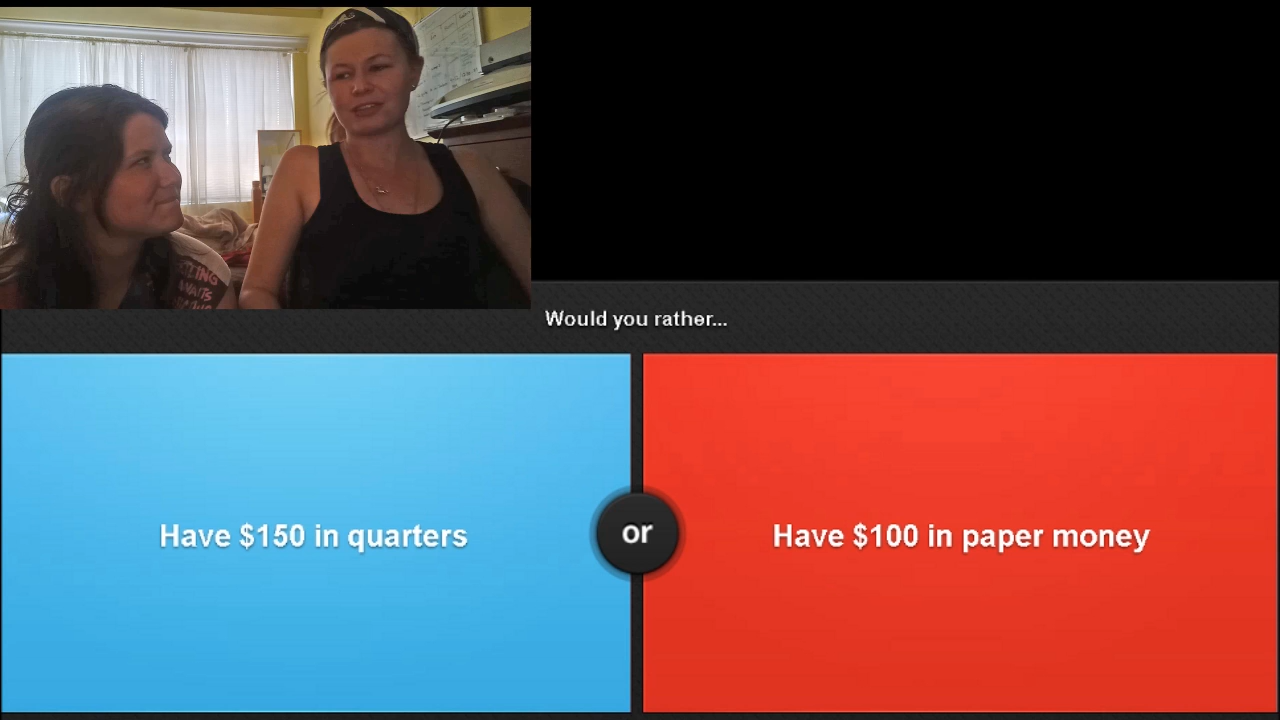 Would you rather...
Have $150 in quarters
or
Have $100 in paper money